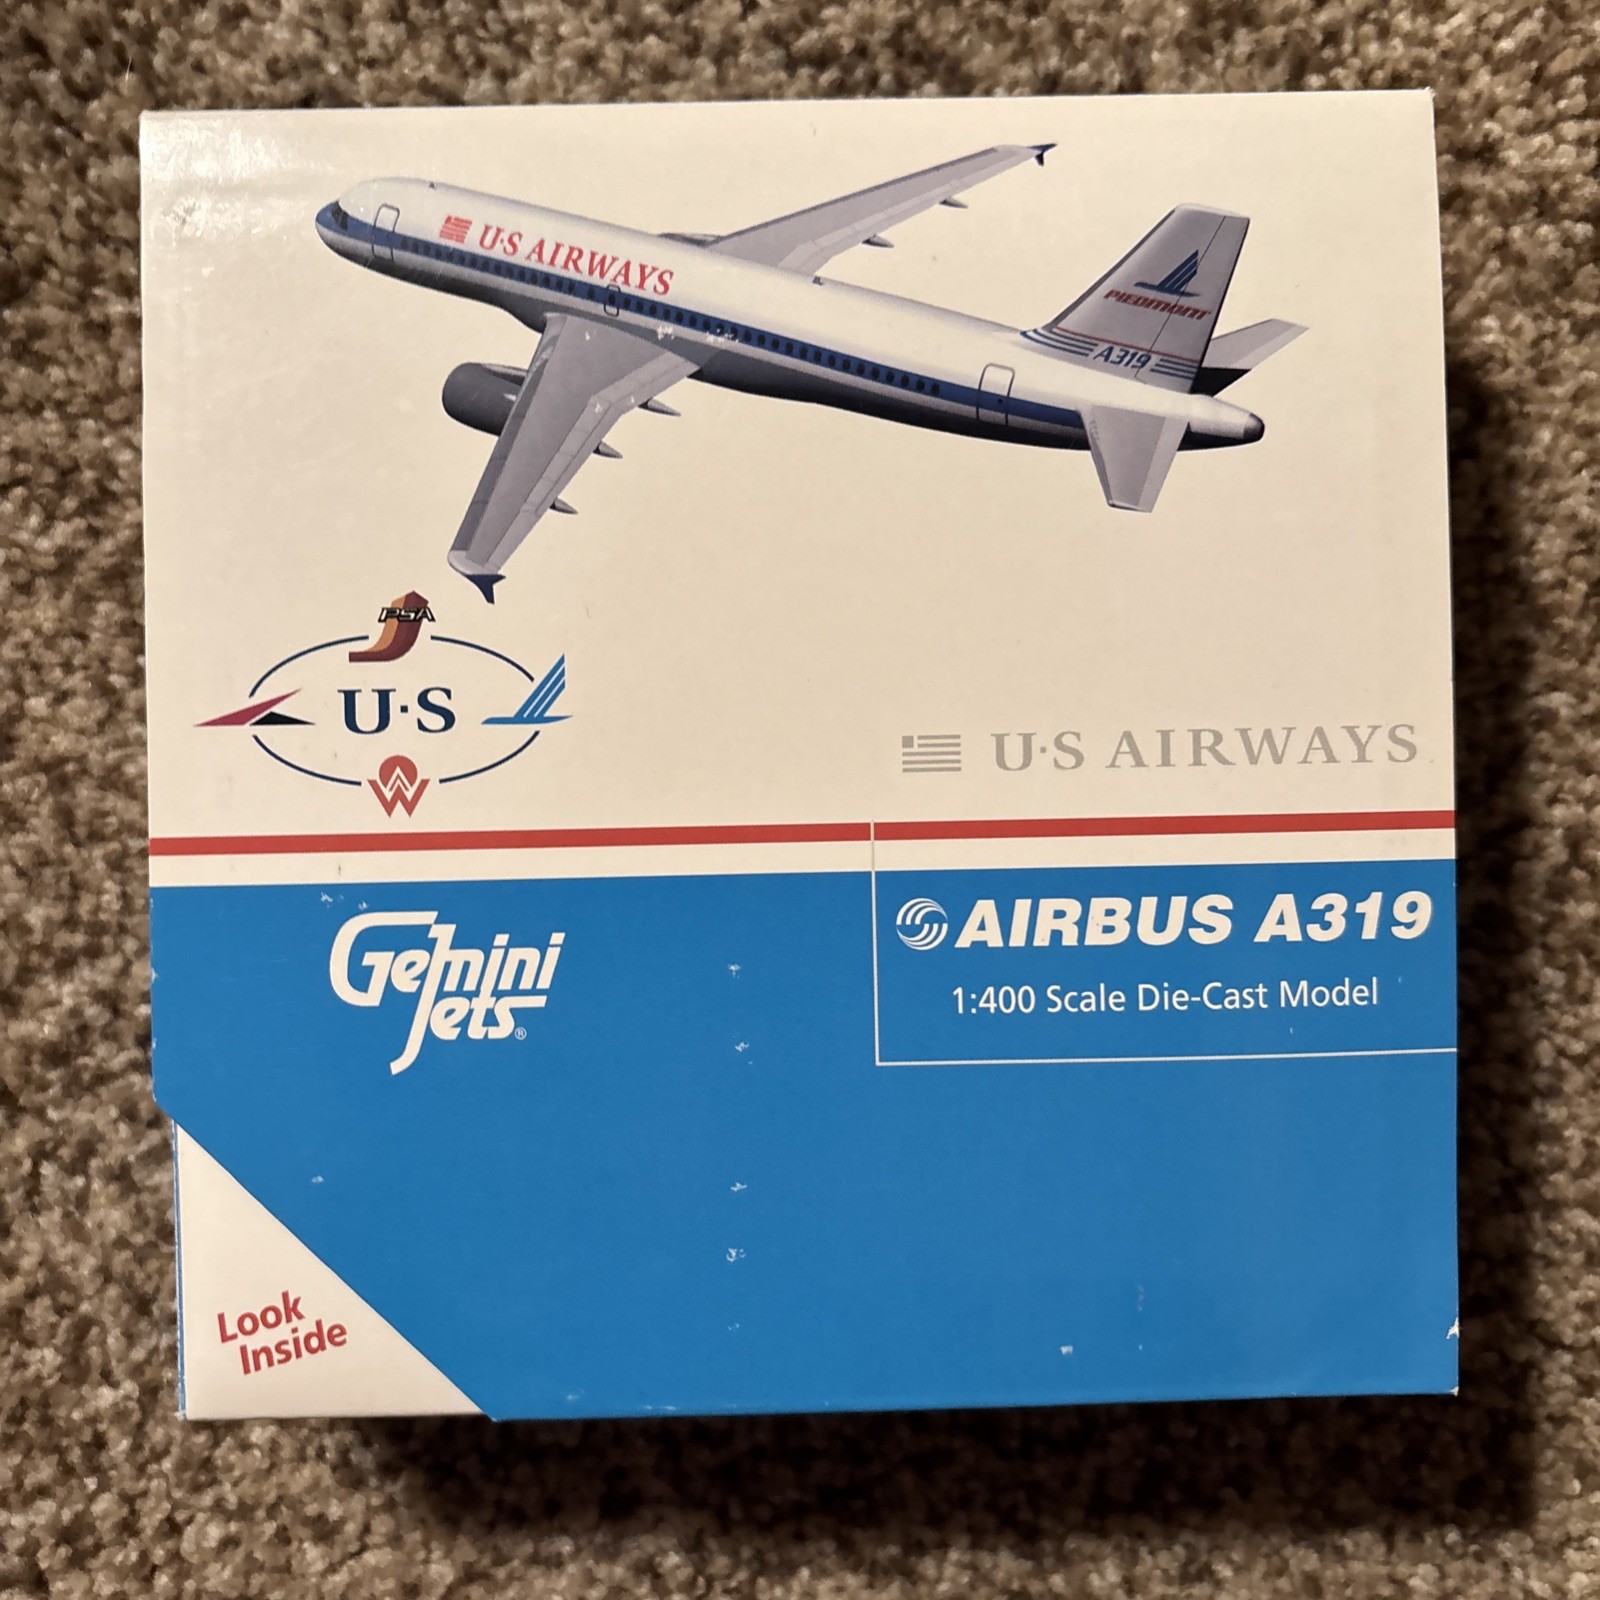 U·S AIRWAYS
PIEDMONT
A319
PSA
U·S
U·S AIRWAYS
AIRBUS A319
1:400 Scale Die-Cast Model
Gemini
Jets®
Look
Inside